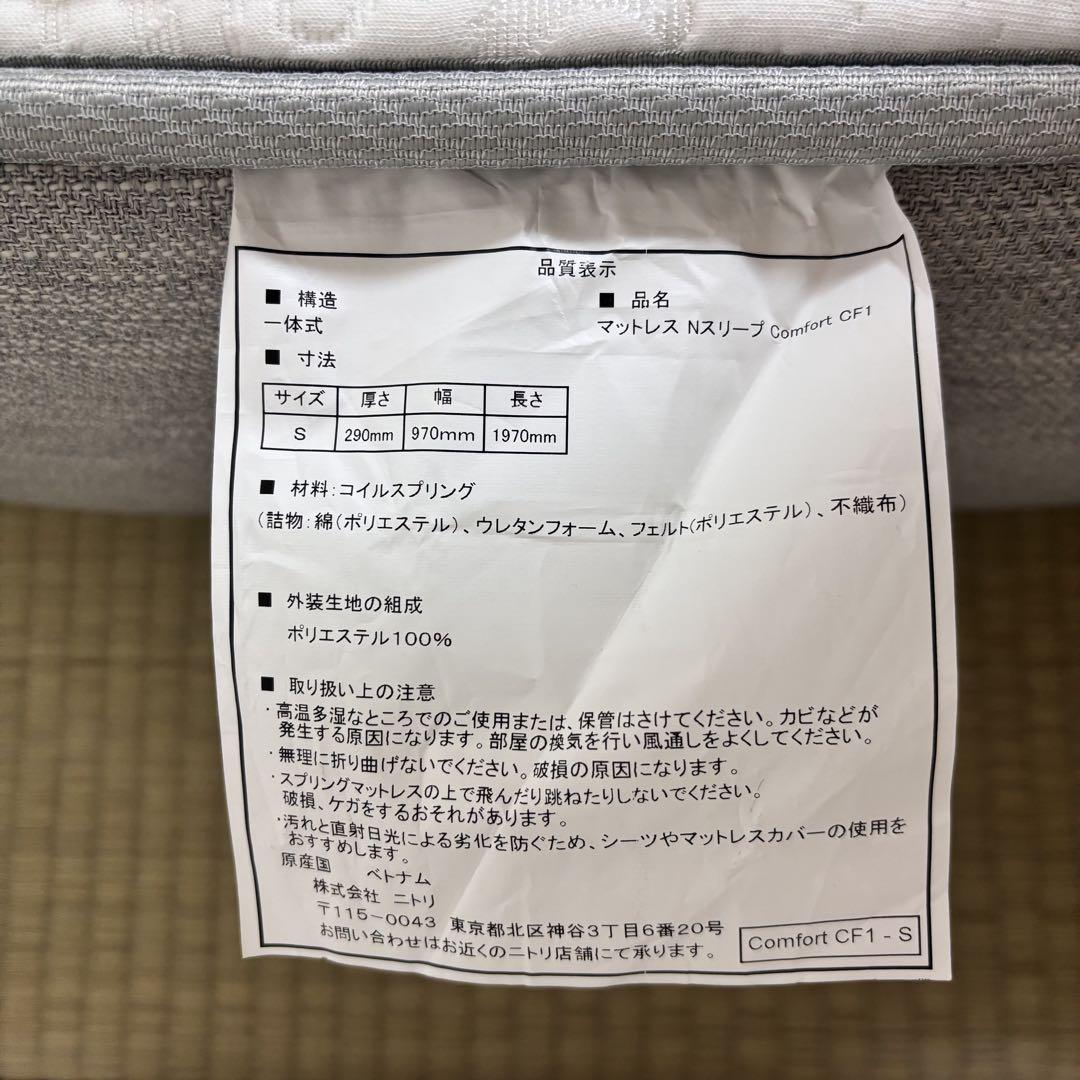 品質表示
■ 構造
一体式
■ 品名
マットレス Nスリープ Comfort CF1
■ 寸法
サイズ 厚さ 幅 長さ
S 290mm 970mm 1970mm
■ 材料:コイルスプリング
(詰物:綿(ポリエステル)、ウレタンフォーム、フェルト(ポリエステル)、不織布)
■ 外装生地の組成
ポリエステル100%
■ 取り扱い上の注意
・高温多湿なところでのご使用または、保管はさけてください。カビなどが
発生する原因になります。部屋の換気を行い風通しをよくしてください。
・無理に折り曲げないでください。破損の原因になります。
・スプリングマットレスの上で飛んだり跳ねたりしないでください。
破損、ケガをするおそれがあります。
・汚れと直射日光による劣化を防ぐため、シーツやマットレスカバーの使用を
おすすめします。
原産国 ベトナム
株式会社 ニトリ
〒115-0043 東京都北区神谷3丁目6番20号
お問い合わせはお近くのニトリ店舗にて承ります。
Comfort CF1 - S